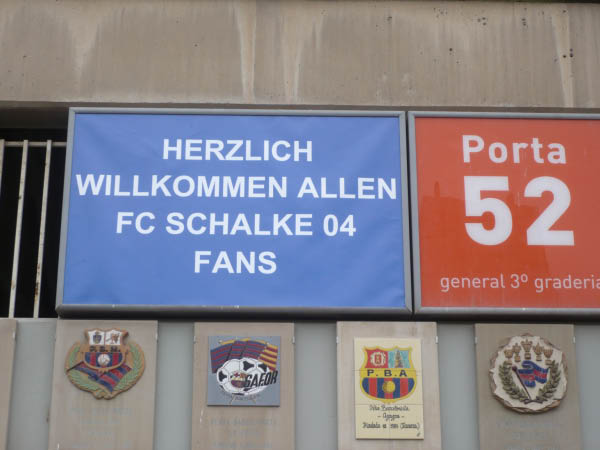 HERZLICH
WILLKOMMEN ALLEN
FC SCHALKE 04
FANS
Porta
52
general 3º graderia
P.B.A